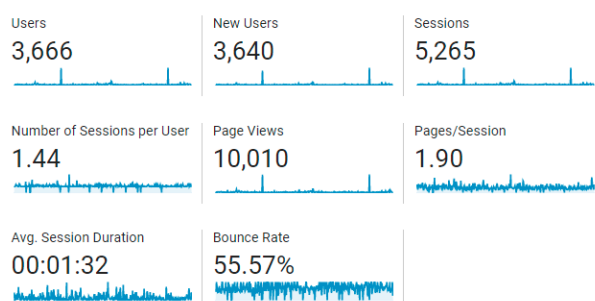 Users
3,666
New Users
3,640
Sessions
5,265
Number of Sessions per User
1.44
Page Views
10,010
Pages/Session
1.90
Avg. Session Duration
00:01:32
Bounce Rate
55.57%